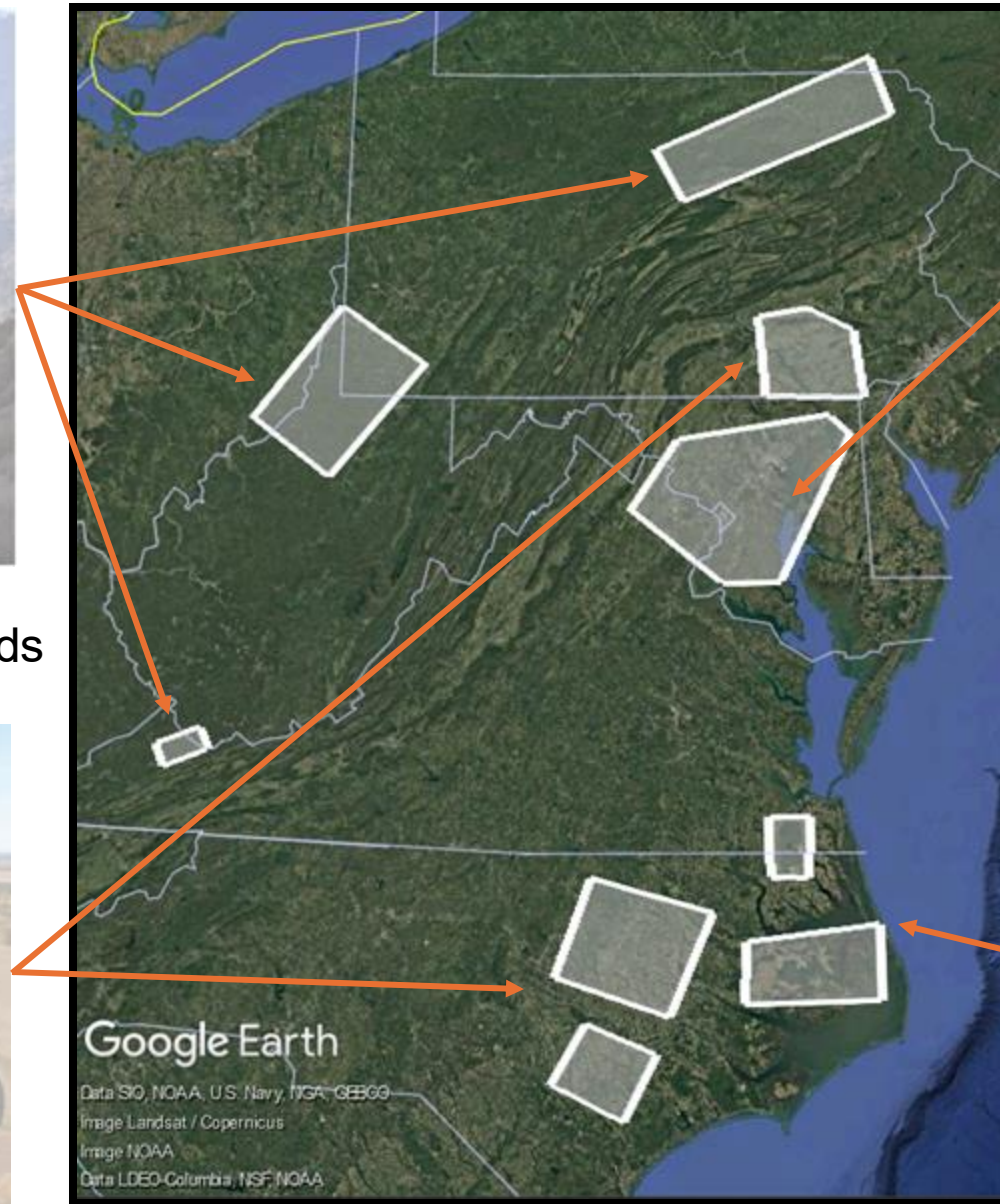 ds
Google Earth
Data SIO, NOAA, U.S. Navy, NGA, GEBCO
Image Landsat / Copernicus
Image NOAA
Data LDEO-Columbia, NSF, NOAA